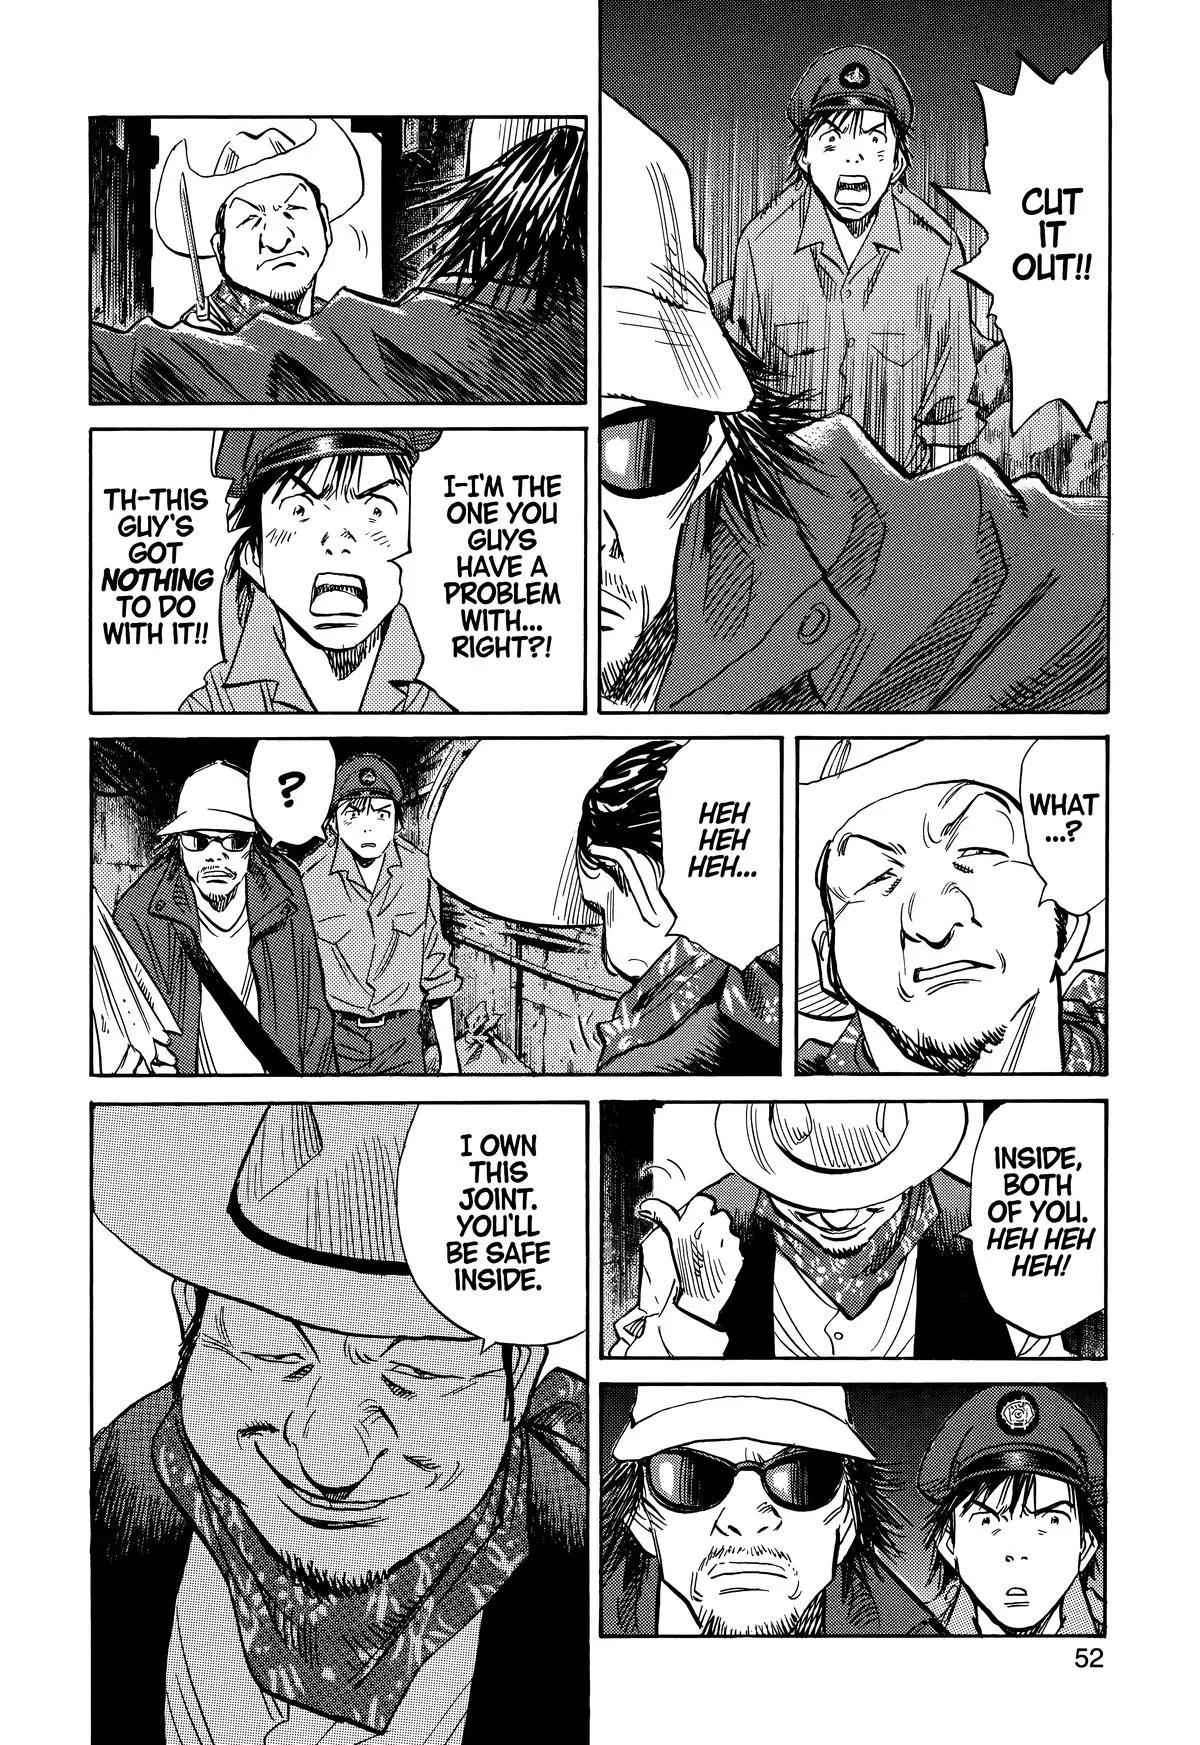 CUT
IT
OUT!!
I-I'M THE
ONE YOU
GUYS
HAVE A
PROBLEM
WITH...
RIGHT?!
TH-THIS
GUY'S
GOT
NOTHING
TO DO
WITH IT!!
WHAT
...?
HEH
HEH
HEH...
?
INSIDE,
BOTH
OF YOU.
HEH HEH
HEH!
I OWN
THIS
JOINT.
YOU'LL
BE SAFE
INSIDE.
52